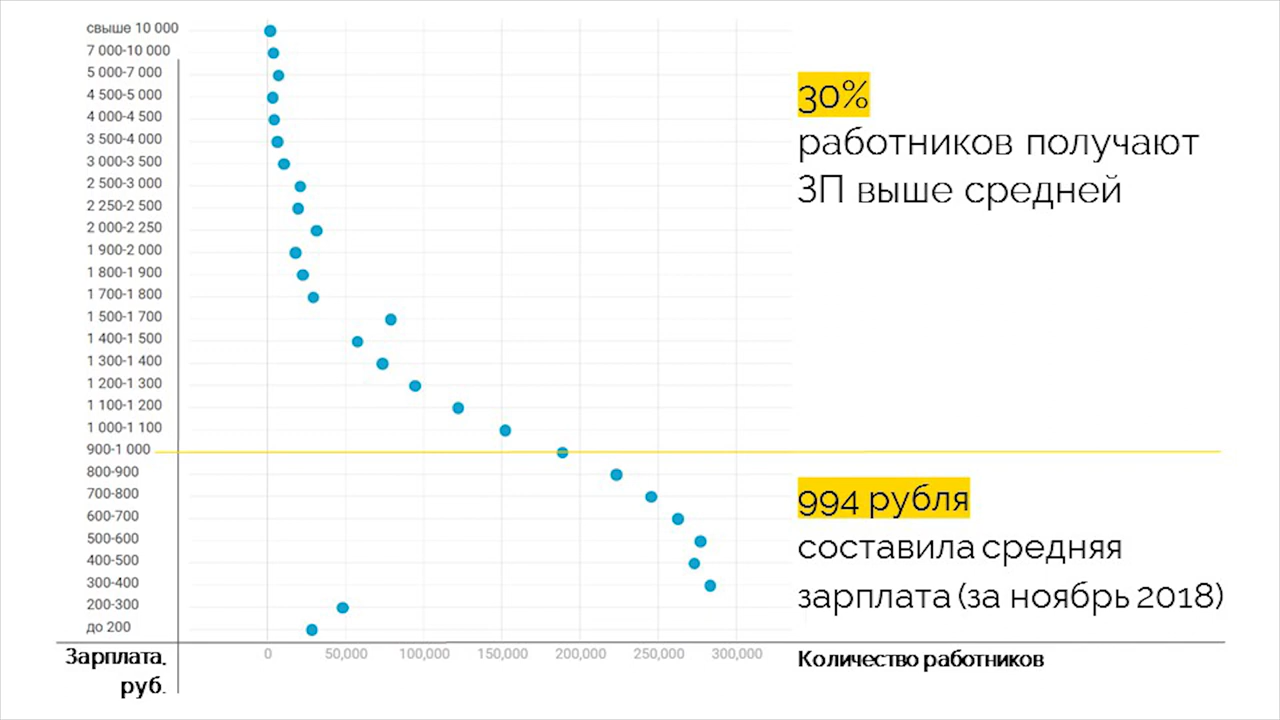 свыше 10 000
7 000-10 000
5 000-7 000
4 500-5 000
4 000-4 500
3 500-4 000
3 000-3 500
2 500-3 000
2 250-2 500
2 000-2 250
1 900-2 000
1 800-1 900
1 700-1 800
1 500-1 700
1 400-1 500
1 300-1 400
1 200-1 300
1 100-1 200
1 000-1 100
900-1 000
800-900
700-800
600-700
500-600
400-500
300-400
200-300
до 200
Зарплата,
руб.
0 50,000 100,000 150,000 200,000 250,000 300,000
Количество работников
30%
работников получают
ЗП выше средней
994 рубля
составила средняя
зарплата (за ноябрь 2018)